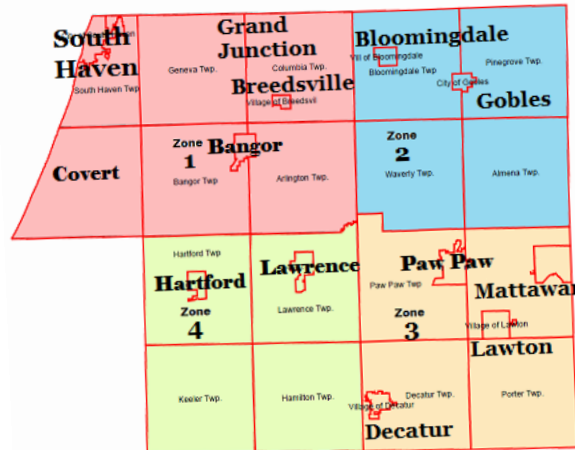 South
Haven
South Haven Twp
Grand
Junction
Geneva Twp.
Columbia Twp.
Breedsville
Village of Breedsvil
Bloomingdale
Vill of Bloomingdale
Bloomingdale Twp
Pinegrove Twp.
City of Gobles
Gobles
Covert
Zone
1
Bangor
Bangor Twp
Arlington Twp.
Zone
2
Waverly Twp.
Almena Twp.
Hartford Twp
Hartford
Zone
4
Lawrence
Lawrence Twp.
Paw Paw
Paw Paw Twp
Mattawan
Zone
3
Village of Lawton
Lawton
Keeler Twp.
Hamilton Twp.
Decatur Twp.
Village of Decatur
Decatur
Porter Twp.